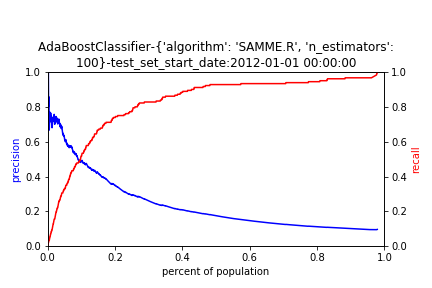 AdaBoostClassifier-{'algorithm': 'SAMME.R', 'n_estimators':
100}-test_set_start_date:2012-01-01 00:00:00
1.0 1.0
0.8 0.8
0.6 0.6
0.4 0.4
0.2 0.2
0.0 0.0
precision
recall
0.0 0.2 0.4 0.6 0.8 1.0
percent of population